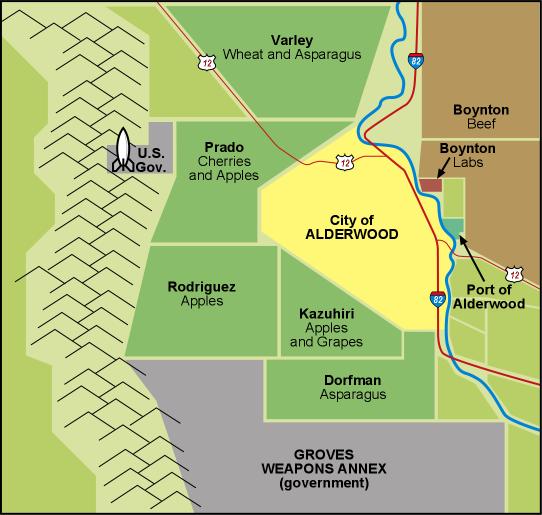 Varley
Wheat and Asparagus
12
82
Boynton
Beef
Boynton
Labs
U.S.
Gov.
Prado
Cherries
and Apples
12
City of
ALDERWOOD
12
Rodriguez
Apples
Port of
Alderwood
82
Kazuhiri
Apples
and Grapes
Dorfman
Asparagus
GROVES
WEAPONS ANNEX
(government)